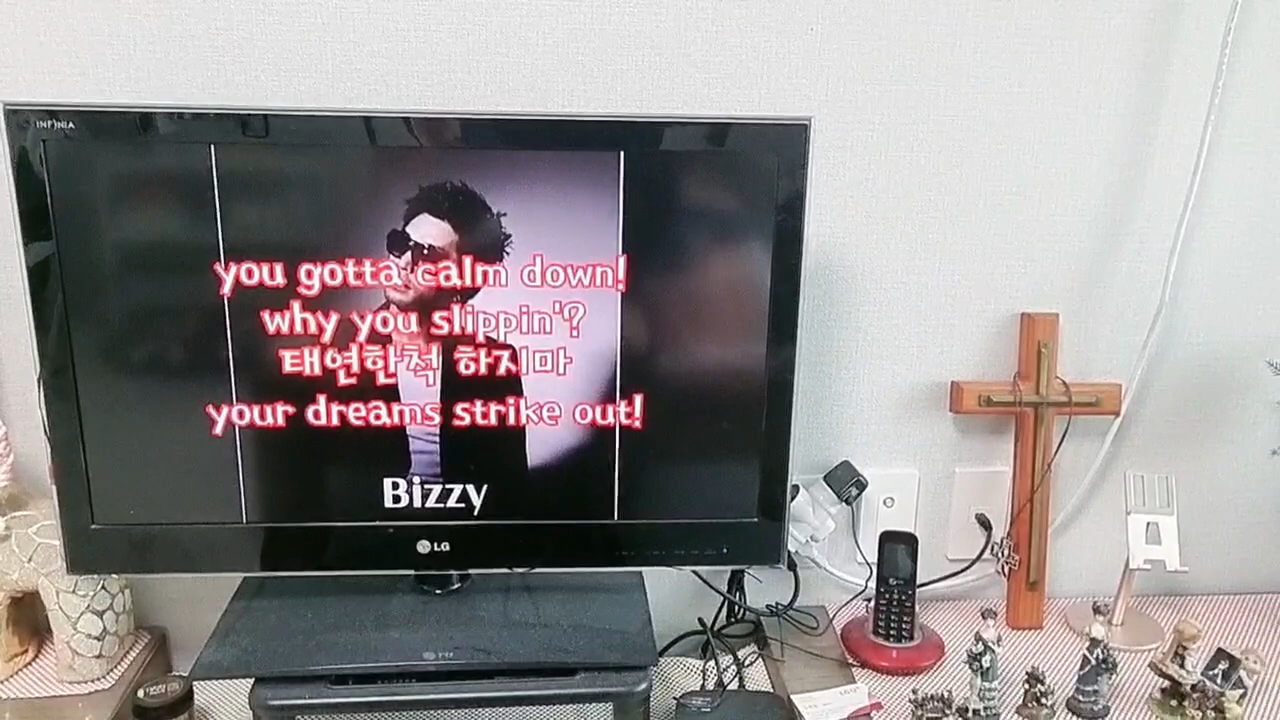 INFINIA
you gotta calm down!
why you slippin'?
태연한척 하지마
your dreams strike out!
Bizzy
LG